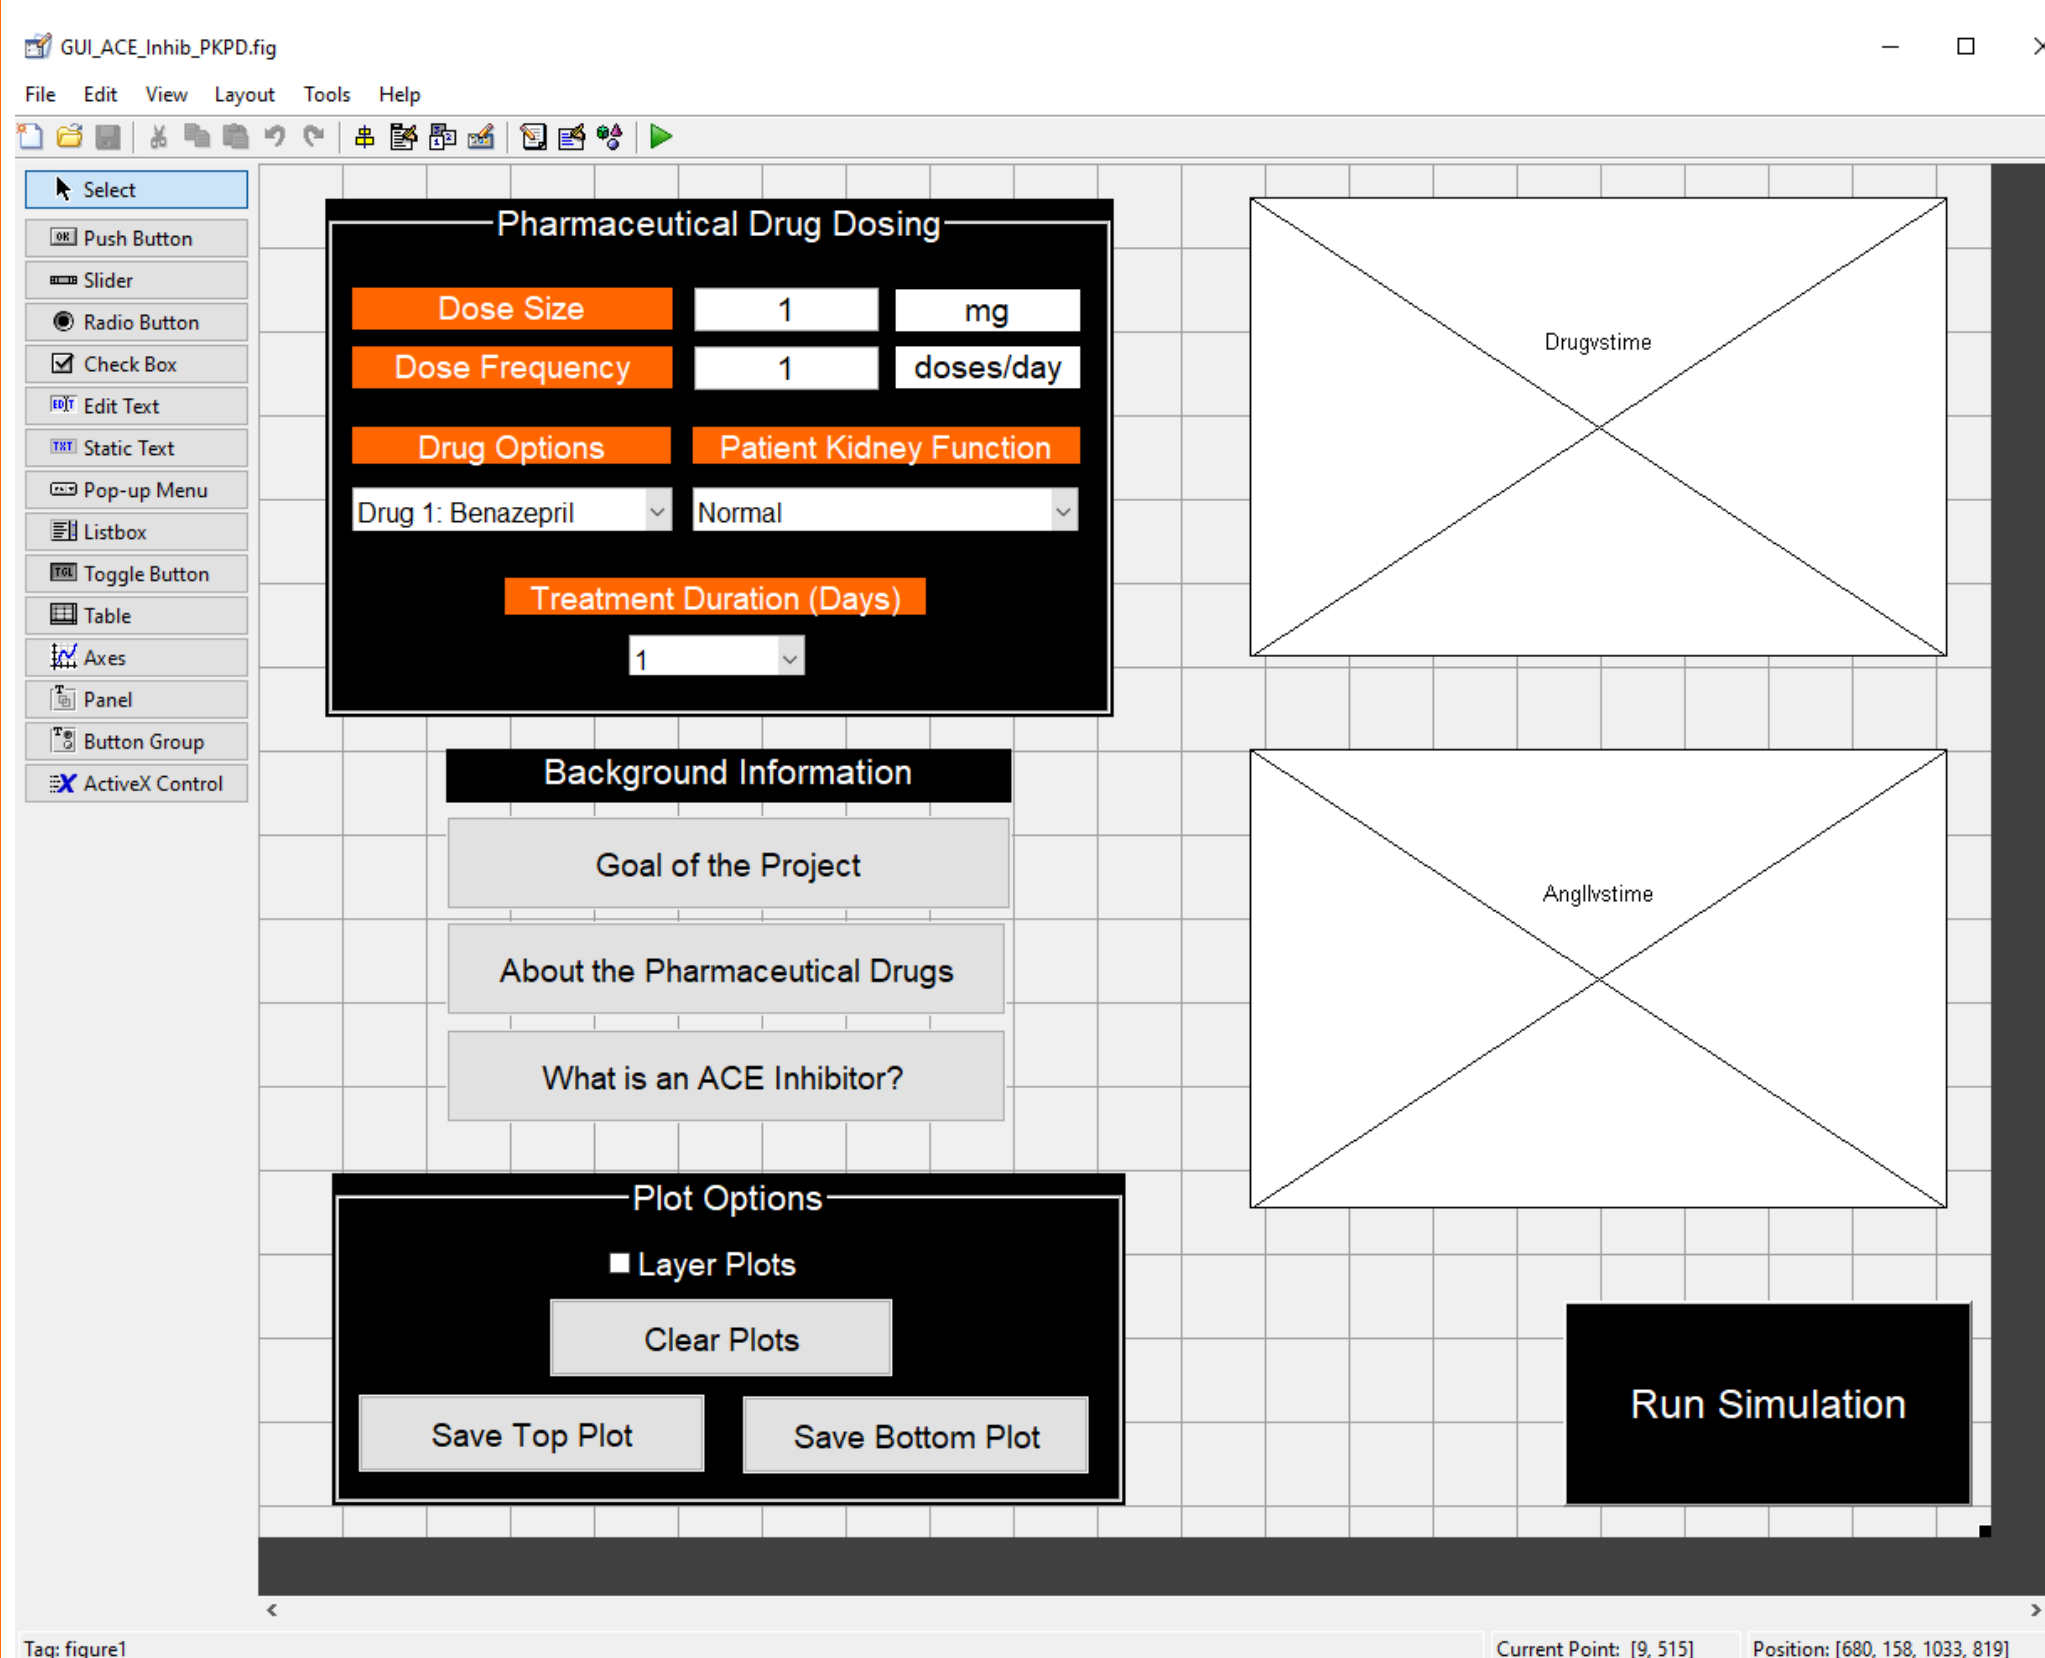 GUI_ACE_Inhib_PKPD.fig
File Edit View Layout Tools Help
Select
Push Button
Slider
Radio Button
Check Box
Edit Text
Static Text
Pop-up Menu
Listbox
Toggle Button
Table
Axes
Panel
Button Group
ActiveX Control
Pharmaceutical Drug Dosing
Dose Size 1 mg
Dose Frequency 1 doses/day
Drug Options Patient Kidney Function
Drug 1: Benazepril Normal
Treatment Duration (Days)
1
Background Information
Goal of the Project
About the Pharmaceutical Drugs
What is an ACE Inhibitor?
Plot Options
Layer Plots
Clear Plots
Save Top Plot Save Bottom Plot
Drugvstime
AngIIvstime
Run Simulation
Tag: figure1 Current Point: [9, 515] Position: [680, 158, 1033, 819]